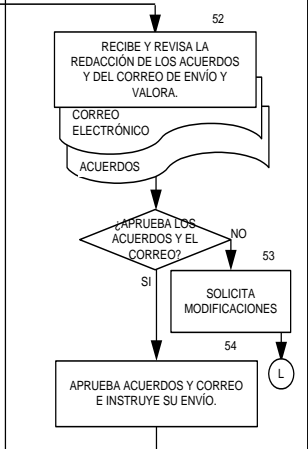 52
RECIBE Y REVISA LA
REDACCIÓN DE LOS ACUERDOS
Y DEL CORREO DE ENVÍO Y
VALORA.
CORREO
ELECTRÓNICO
ACUERDOS
¿APRUEBA LOS
ACUERDOS Y EL
CORREO?
NO
SI
53
SOLICITA
MODIFICACIONES
54
L
APRUEBA ACUERDOS Y CORREO
E INSTRUYE SU ENVÍO.